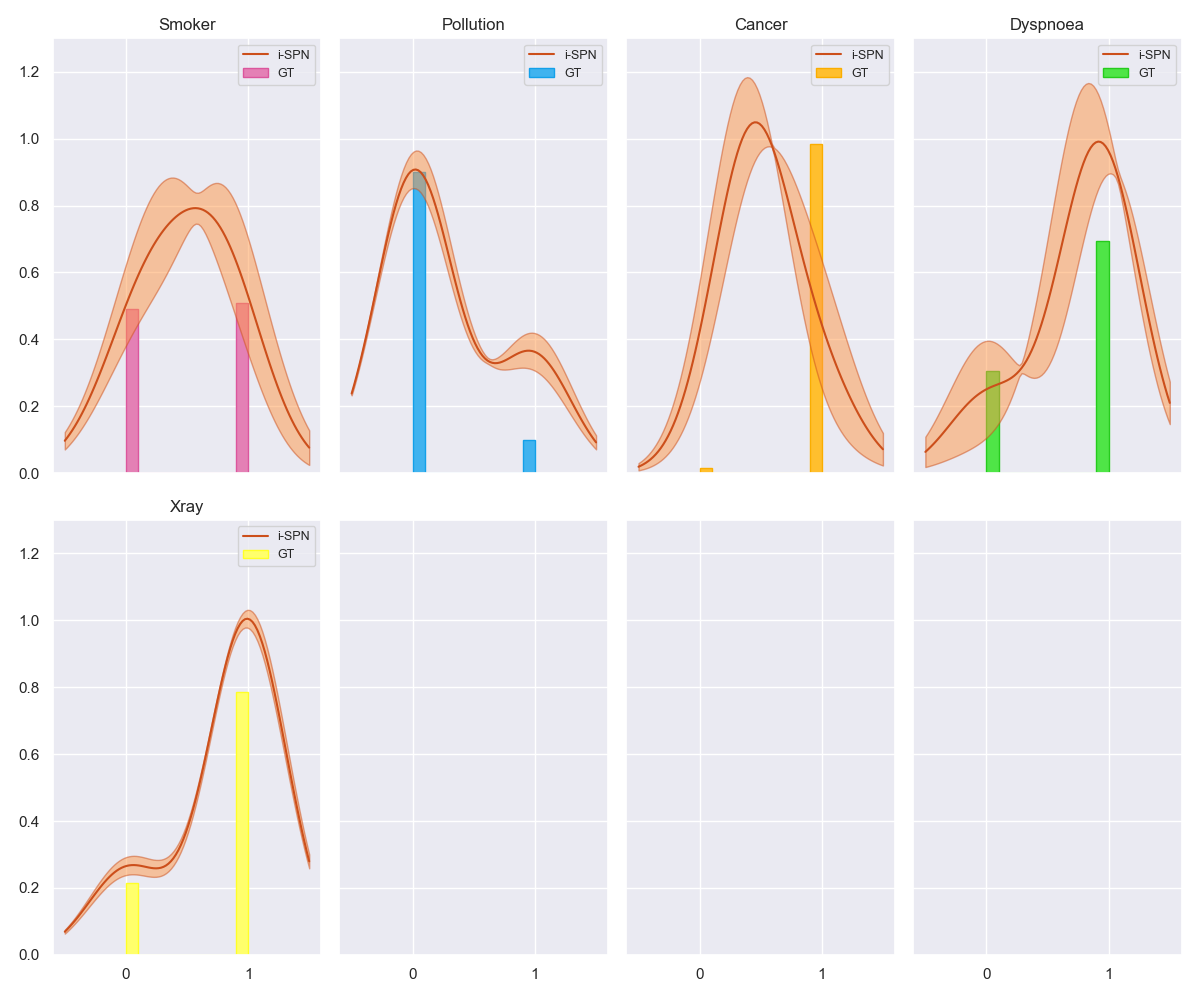 Smoker Pollution Cancer Dyspnoea
i-SPN i-SPN i-SPN i-SPN
GT GT GT GT
1.2
1.0
0.8
0.6
0.4
0.2
0.0
Xray
i-SPN
GT
1.2
1.0
0.8
0.6
0.4
0.2
0.0
0 1 0 1 0 1 0 1